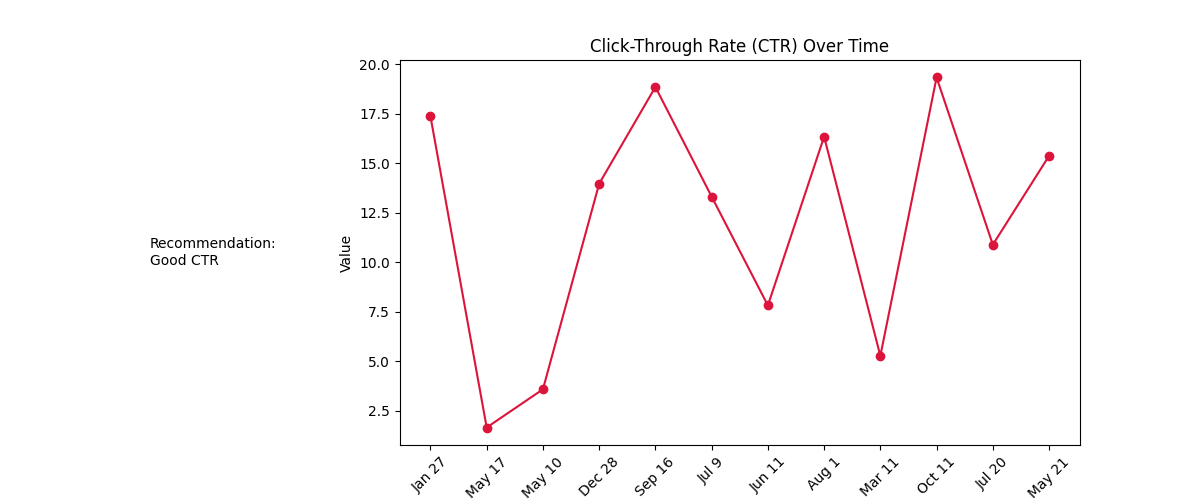 Click-Through Rate (CTR) Over Time
Recommendation:
Good CTR
Value
20.0
17.5
15.0
12.5
10.0
7.5
5.0
2.5
Jan 27
May 17
May 10
Dec 28
Sep 16
Jul 9
Jun 11
Aug 1
Mar 11
Oct 11
Jul 20
May 21